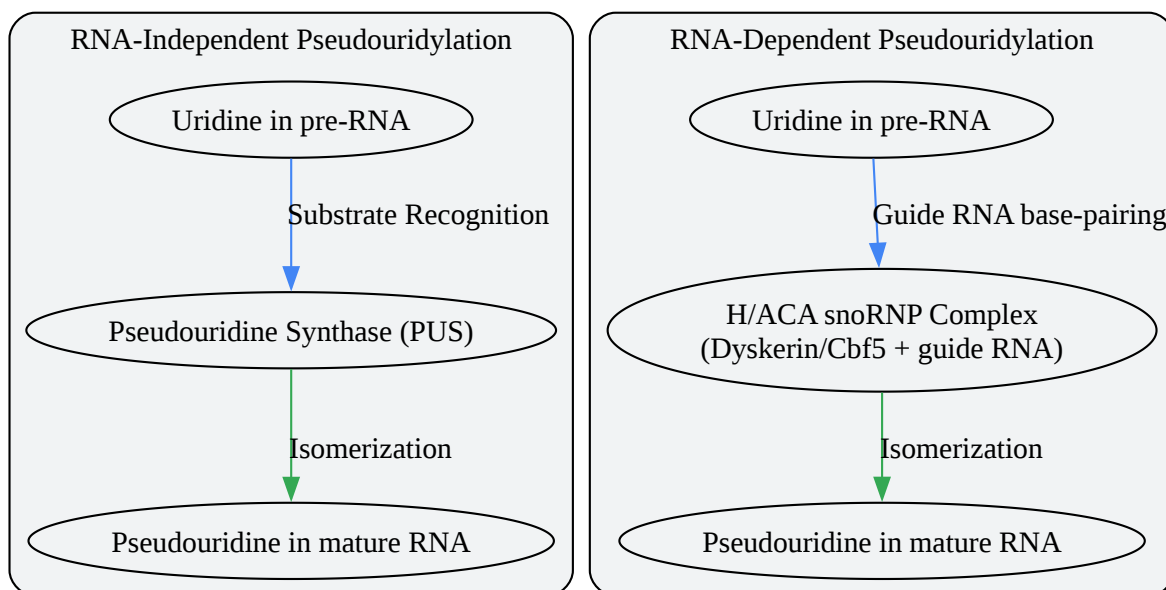 RNA-Independent Pseudouridylation
Uridine in pre-RNA
Substrate Recognition
Pseudouridine Synthase (PUS)
Isomerization
Pseudouridine in mature RNA
RNA-Dependent Pseudouridylation
Uridine in pre-RNA
Guide RNA base-pairing
H/ACA snoRNP Complex
(Dyskerin/Cbf5 + guide RNA)
Isomerization
Pseudouridine in mature RNA